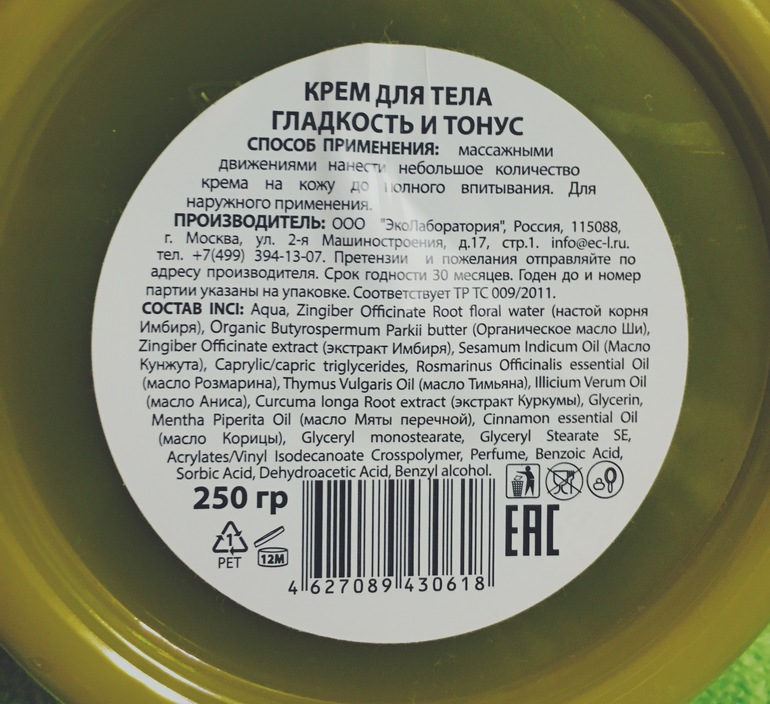 КРЕМ ДЛЯ ТЕЛА
ГЛАДКОСТЬ И ТОНУС
СПОСОБ ПРИМЕНЕНИЯ: массажными
движениями нанести небольшое количество
крема на кожу до полного впитывания. Для
наружного применения.
ПРОИЗВОДИТЕЛЬ: ООО "ЭкоЛаборатория", Россия, 115088,
г. Москва, ул. 2-я Машиностроения, д.17, стр.1. info@ec-l.ru.
тел. +7(499) 394-13-07. Претензии и пожелания отправляйте по
адресу производителя. Срок годности 30 месяцев. Годен до и номер
партии указаны на упаковке. Соответствует ТР ТС 009/2011.
СОСТАВ INCI: Aqua, Zingiber Officinate Root floral water (настой корня
Имбиря), Organic Butyrospermum Parkii butter (Органическое масло Ши),
Zingiber Officinate extract (экстракт Имбиря), Sesamum Indicum Oil (Масло
Кунжута), Caprylic/capric triglycerides, Rosmarinus Officinalis essential Oil
(масло Розмарина), Thymus Vulgaris Oil (масло Тимьяна), Illicium Verum Oil
(масло Аниса), Curcuma longa Root extract (экстракт Куркумы), Glycerin,
Mentha Piperita Oil (масло Мяты перечной), Cinnamon essential Oil
(масло Корицы), Glyceryl monostearate, Glyceryl Stearate SE,
Acrylates/Vinyl Isodecanoate Crosspolymer, Perfume, Benzoic Acid,
Sorbic Acid, Dehydroacetic Acid, Benzyl alcohol.
250 гр
EAC
1
PET
12M
4 627089 430618